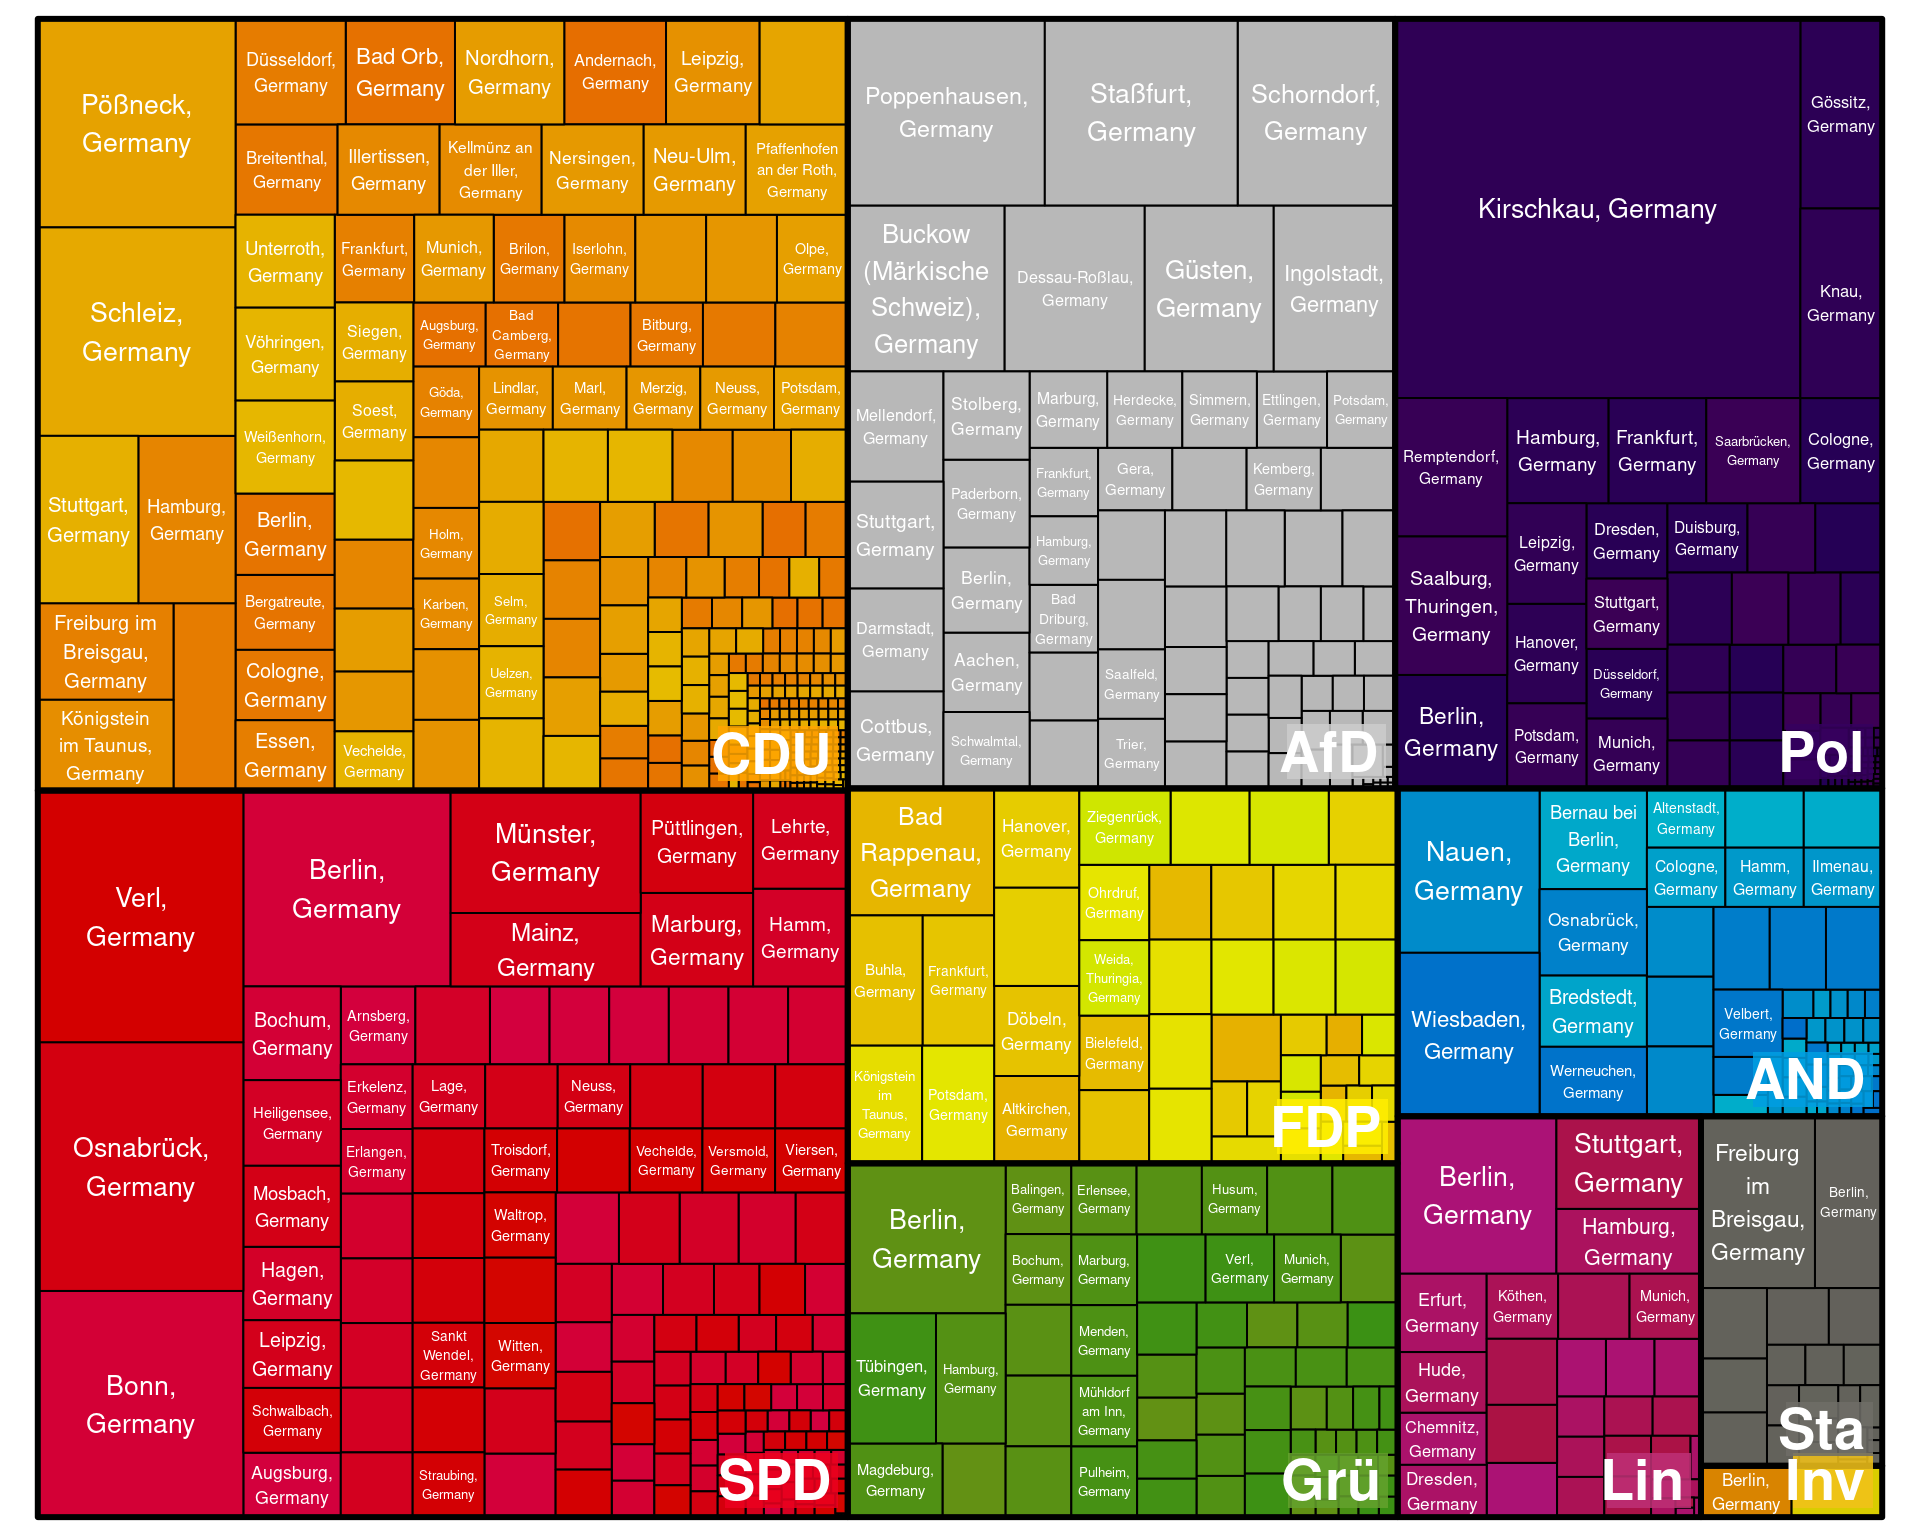 Pößneck,
Germany
Schleiz,
Germany
Stuttgart,
Germany
Hamburg,
Germany
Freiburg im
Breisgau,
Germany
Königstein
im Taunus,
Germany
Düsseldorf,
Germany
Bad Orb,
Germany
Nordhorn,
Germany
Andernach,
Germany
Leipzig,
Germany
Breitenthal,
Germany
Illertissen,
Germany
Kellmünz an
der Iller,
Germany
Nersingen,
Germany
Neu-Ulm,
Germany
Pfaffenhofen
an der Roth,
Germany
Unterroth,
Germany
Vöhringen,
Germany
Weißenhorn,
Germany
Berlin,
Germany
Bergatreute,
Germany
Cologne,
Germany
Essen,
Germany
Frankfurt,
Germany
Munich,
Germany
Brilon,
Germany
Iserlohn,
Germany
Olpe,
Germany
Siegen,
Germany
Soest,
Germany
Vechelde,
Germany
Augsburg,
Germany
Bad
Camberg,
Germany
Bitburg,
Germany
Göda,
Germany
Lindlar,
Germany
Marl,
Germany
Merzig,
Germany
Neuss,
Germany
Potsdam,
Germany
Holm,
Germany
Karben,
Germany
Selm,
Germany
Uelzen,
Germany
CDU
Poppenhausen,
Germany
Staßfurt,
Germany
Schorndorf,
Germany
Buckow
(Märkische
Schweiz),
Germany
Dessau-Roßlau,
Germany
Güsten,
Germany
Ingolstadt,
Germany
Mellendorf,
Germany
Stuttgart,
Germany
Darmstadt,
Germany
Cottbus,
Germany
Stolberg,
Germany
Paderborn,
Germany
Berlin,
Germany
Aachen,
Germany
Schwalmtal,
Germany
Marburg,
Germany
Herdecke,
Germany
Simmern,
Germany
Ettlingen,
Germany
Potsdam,
Germany
Frankfurt,
Germany
Gera,
Germany
Kemberg,
Germany
Hamburg,
Germany
Bad
Driburg,
Germany
Saalfeld,
Germany
Trier,
Germany
AfD
Kirschkau, Germany
Gössitz,
Germany
Knau,
Germany
Remptendorf,
Germany
Saalburg,
Thuringen,
Germany
Berlin,
Germany
Hamburg,
Germany
Frankfurt,
Germany
Saarbrücken,
Germany
Cologne,
Germany
Leipzig,
Germany
Hanover,
Germany
Potsdam,
Germany
Dresden,
Germany
Stuttgart,
Germany
Düsseldorf,
Germany
Munich,
Germany
Duisburg,
Germany
Pol
Verl,
Germany
Osnabrück,
Germany
Bonn,
Germany
Berlin,
Germany
Münster,
Germany
Mainz,
Germany
Püttlingen,
Germany
Marburg,
Germany
Lehrte,
Germany
Hamm,
Germany
Bochum,
Germany
Heiligensee,
Germany
Mosbach,
Germany
Hagen,
Germany
Leipzig,
Germany
Schwalbach,
Germany
Augsburg,
Germany
Arnsberg,
Germany
Erkelenz,
Germany
Lage,
Germany
Neuss,
Germany
Erlangen,
Germany
Troisdorf,
Germany
Vechelde,
Germany
Versmold,
Germany
Viersen,
Germany
Waltrop,
Germany
Sankt
Wendel,
Germany
Witten,
Germany
Straubing,
Germany
SPD
Bad
Rappenau,
Germany
Buhla,
Germany
Frankfurt,
Germany
Königstein
im
Taunus,
Germany
Potsdam,
Germany
Hanover,
Germany
Döbeln,
Germany
Altkirchen,
Germany
Ziegenrück,
Germany
Ohrdruf,
Germany
Weida,
Thuringia,
Germany
Bielefeld,
Germany
FDP
Berlin,
Germany
Tübingen,
Germany
Hamburg,
Germany
Magdeburg,
Germany
Balingen,
Germany
Erlensee,
Germany
Husum,
Germany
Bochum,
Germany
Marburg,
Germany
Verl,
Germany
Munich,
Germany
Menden,
Germany
Mühldorf
am Inn,
Germany
Pulheim,
Germany
Grü
Nauen,
Germany
Wiesbaden,
Germany
Bernau bei
Berlin,
Germany
Osnabrück,
Germany
Bredstedt,
Germany
Werneuchen,
Germany
Altenstadt,
Germany
Cologne,
Germany
Hamm,
Germany
Ilmenau,
Germany
Velbert,
Germany
AND
Berlin,
Germany
Stuttgart,
Germany
Hamburg,
Germany
Erfurt,
Germany
Hude,
Germany
Chemnitz,
Germany
Dresden,
Germany
Köthen,
Germany
Munich,
Germany
Lin
Freiburg
im
Breisgau,
Germany
Berlin,
Germany
Sta
Berlin,
Germany
Inv